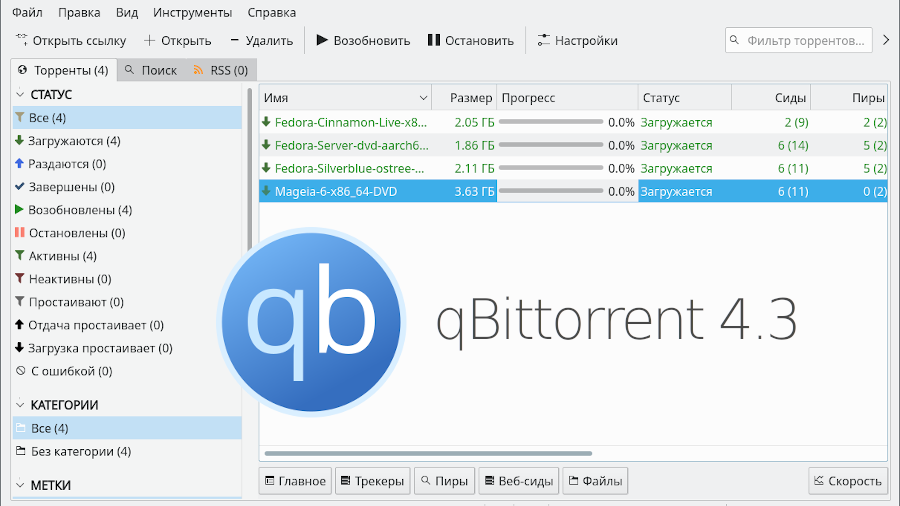 Файл Правка Вид Инструменты Справка
Открыть ссылку Открыть Удалить Возобновить Остановить Настройки Фильтр торрентов...
Торренты (4) Поиск RSS (0)
СТАТУС
Все (4)
Загружаются (4)
Раздаются (0)
Завершены (0)
Возобновлены (4)
Остановлены (0)
Активны (4)
Неактивны (0)
Простаивают (0)
Отдача простаивает (0)
Загрузка простаивает (0)
С ошибкой (0)
КАТЕГОРИИ
Все (4)
Без категории (4)
МЕТКИ
Имя Размер Прогресс Статус Сиды Пиры
Fedora-Cinnamon-Live-x8... 2.05 ГБ 0.0% Загружается 2 (9) 2 (2)
Fedora-Server-dvd-aarch6... 1.86 ГБ 0.0% Загружается 6 (14) 5 (2)
Fedora-Silverblue-ostree-... 2.11 ГБ 0.0% Загружается 6 (11) 5 (2)
Mageia-6-x86_64-DVD 3.63 ГБ 0.0% Загружается 6 (11) 0 (2)
qb
qBittorrent 4.3
Главное Трекеры Пиры Веб-сиды Файлы Скорость